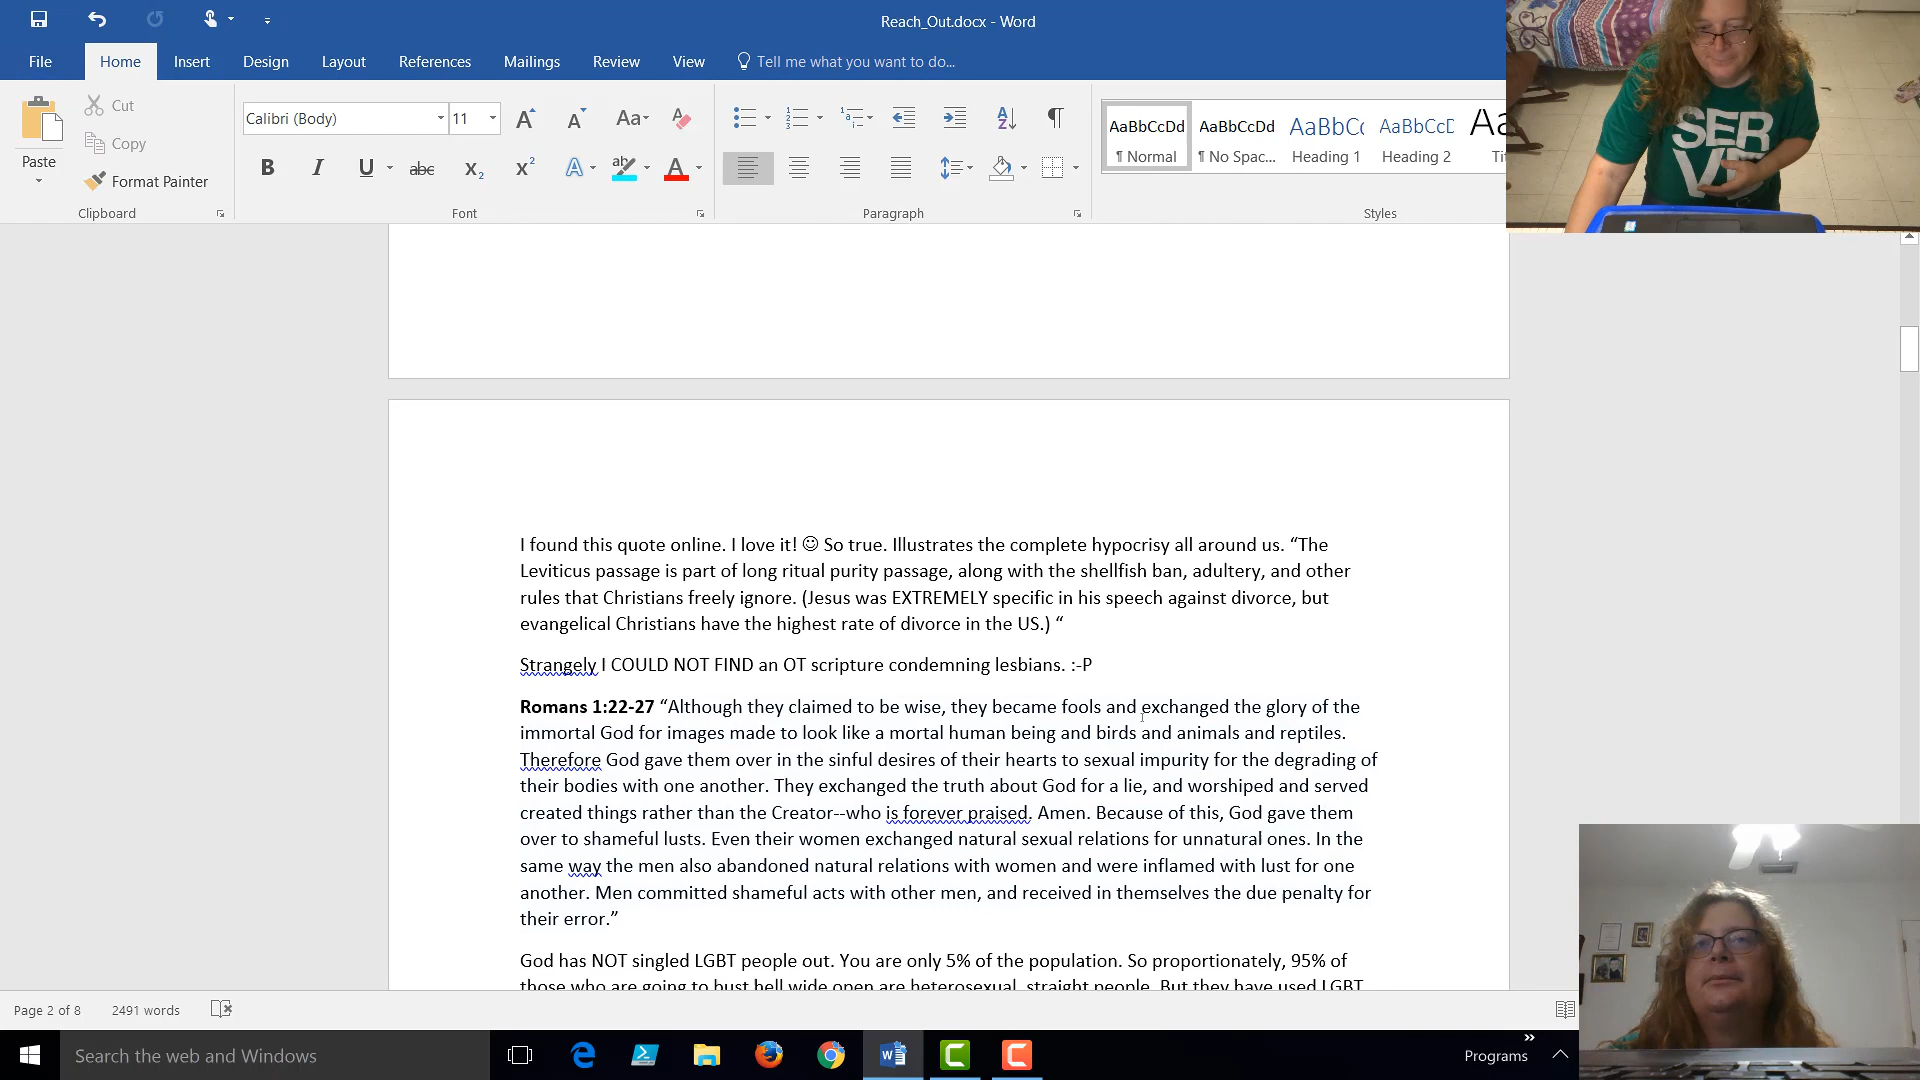 Reach_Out.docx - Word
File Home Insert Design Layout References Mailings Review View Tell me what you want to do...
Cut
Copy
Paste
Format Painter
Clipboard
Calibri (Body) 11
Aa
B I U abc X₂ X² A ab A
Font
Paragraph
AaBbCcDd AaBbCcDd AaBbCc AaBbCcD Aa
¶ Normal ¶ No Spac... Heading 1 Heading 2 Tit
Styles
SER
VE
I found this quote online. I love it! ☺ So true. Illustrates the complete hypocrisy all around us. “The
Leviticus passage is part of long ritual purity passage, along with the shellfish ban, adultery, and other
rules that Christians freely ignore. (Jesus was EXTREMELY specific in his speech against divorce, but
evangelical Christians have the highest rate of divorce in the US.) “
Strangely I COULD NOT FIND an OT scripture condemning lesbians. :-P
Romans 1:22-27 “Although they claimed to be wise, they became fools and exchanged the glory of the
immortal God for images made to look like a mortal human being and birds and animals and reptiles.
Therefore God gave them over in the sinful desires of their hearts to sexual impurity for the degrading of
their bodies with one another. They exchanged the truth about God for a lie, and worshiped and served
created things rather than the Creator--who is forever praised. Amen. Because of this, God gave them
over to shameful lusts. Even their women exchanged natural sexual relations for unnatural ones. In the
same way the men also abandoned natural relations with women and were inflamed with lust for one
another. Men committed shameful acts with other men, and received in themselves the due penalty for
their error.”
God has NOT singled LGBT people out. You are only 5% of the population. So proportionately, 95% of
those who are going to bust hell wide open are heterosexual, straight people. But they have used LGBT
Page 2 of 8 2491 words
Search the web and Windows
Programs